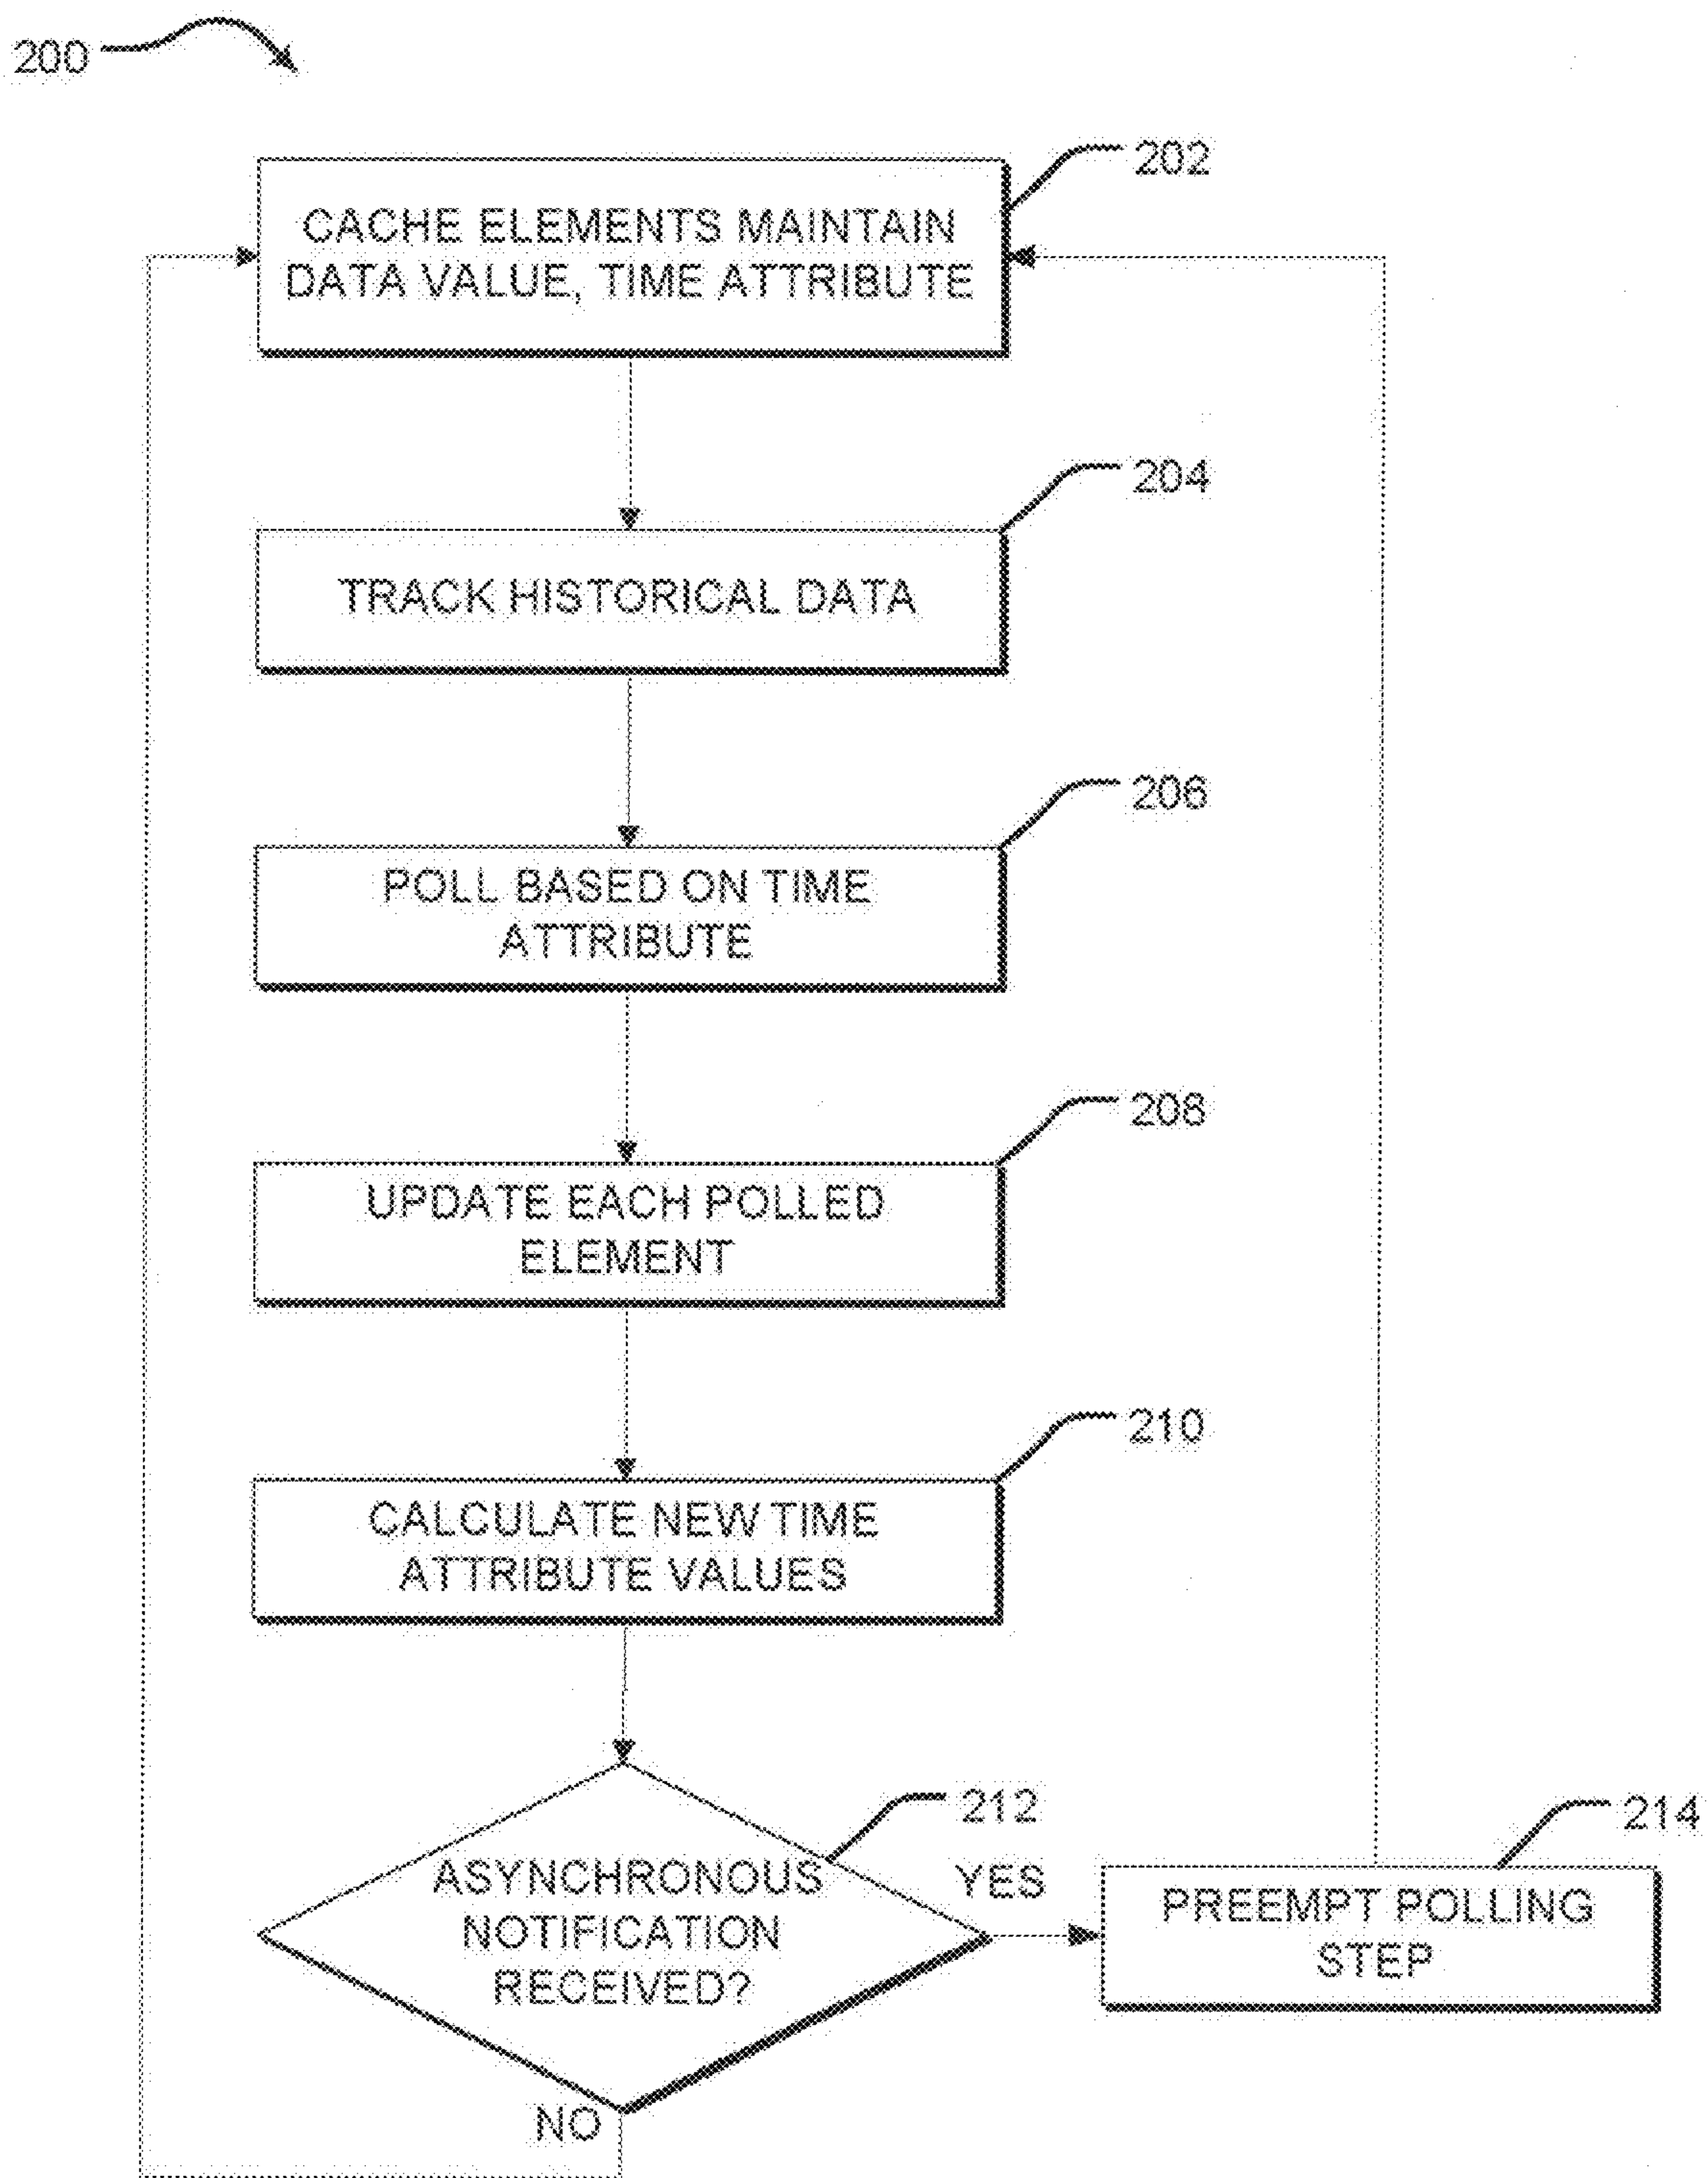 200
202
CACHE ELEMENTS MAINTAIN
DATA VALUE, TIME ATTRIBUTE
204
TRACK HISTORICAL DATA
206
POLL BASED ON TIME
ATTRIBUTE
208
UPDATE EACH POLLED
ELEMENT
210
CALCULATE NEW TIME
ATTRIBUTE VALUES
212
ASYNCHRONOUS
NOTIFICATION
RECEIVED?
YES
214
PREEMPT POLLING
STEP
NO